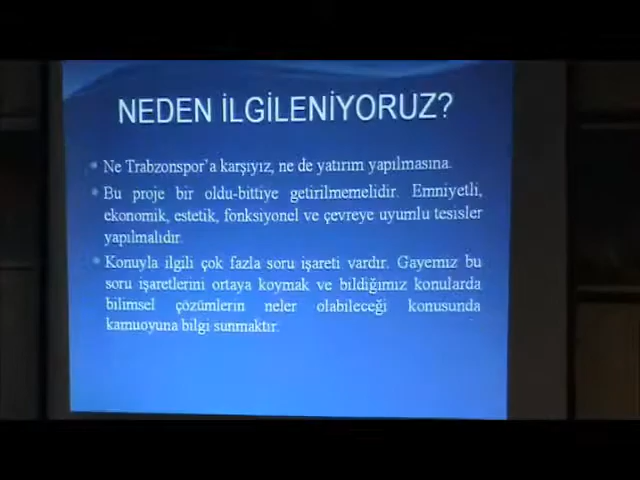 NEDEN İLGİLENİYORUZ?
Ne Trabzonspor'a karşıyız, ne de yatırım yapılmasına.
Bu proje bir oldu-bittiye getirilmemelidir. Emniyetli,
ekonomik, estetik, fonksiyonel ve çevreye uyumlu tesisler
yapılmalıdır.
Konuyla ilgili çok fazla soru işareti vardır. Gayemiz bu
soru işaretlerini ortaya koymak ve bildiğimiz konularda
bilimsel çözümlerin neler olabileceği konusunda
kamuoyuna bilgi sunmaktır.